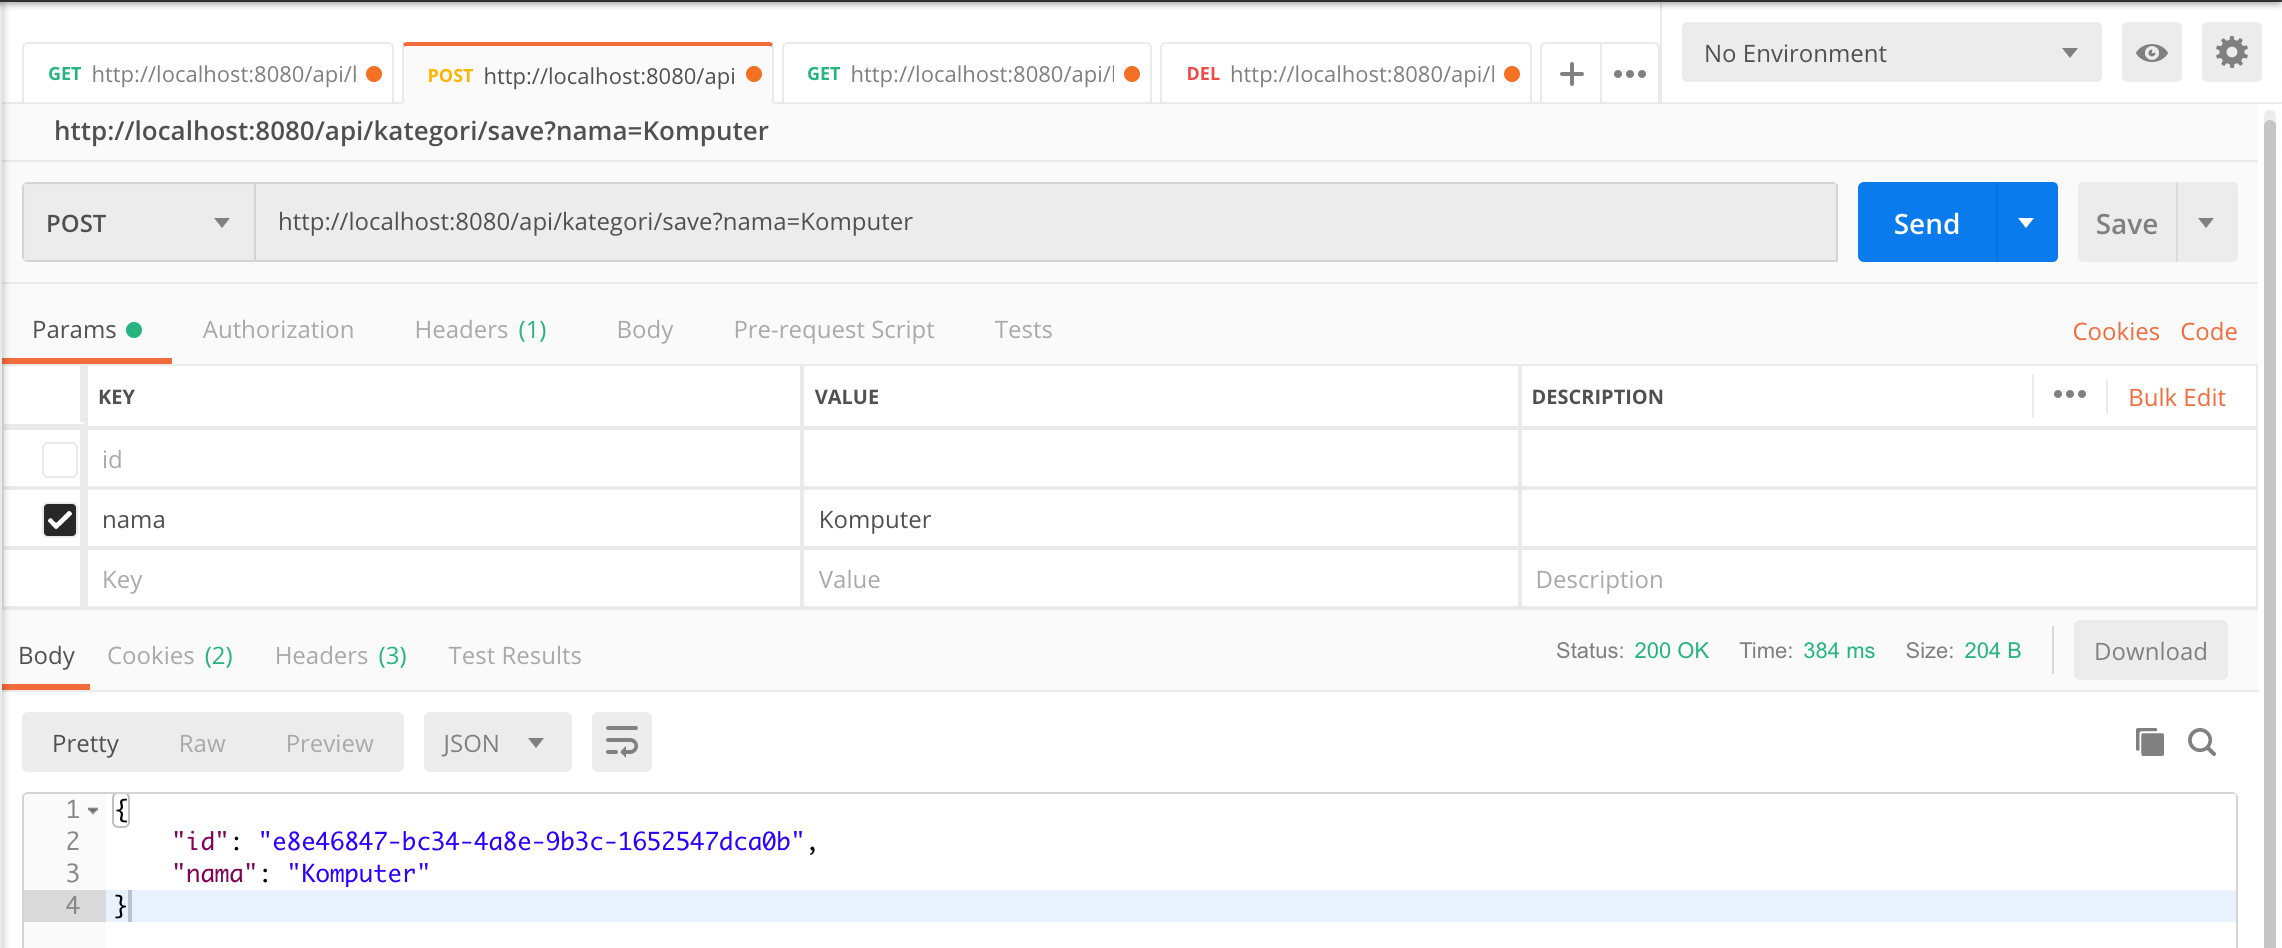 GET http://localhost:8080/api/l
POST http://localhost:8080/api
GET http://localhost:8080/api/l
DEL http://localhost:8080/api/l
No Environment
http://localhost:8080/api/kategori/save?nama=Komputer
POST http://localhost:8080/api/kategori/save?nama=Komputer Send Save
Params Authorization Headers (1) Body Pre-request Script Tests Cookies Code
KEY VALUE DESCRIPTION Bulk Edit
id
nama Komputer
Key Value Description
Body Cookies (2) Headers (3) Test Results Status: 200 OK Time: 384 ms Size: 204 B Download
Pretty Raw Preview JSON
1 {
2 "id": "e8e46847-bc34-4a8e-9b3c-1652547dca0b",
3 "nama": "Komputer"
4 }